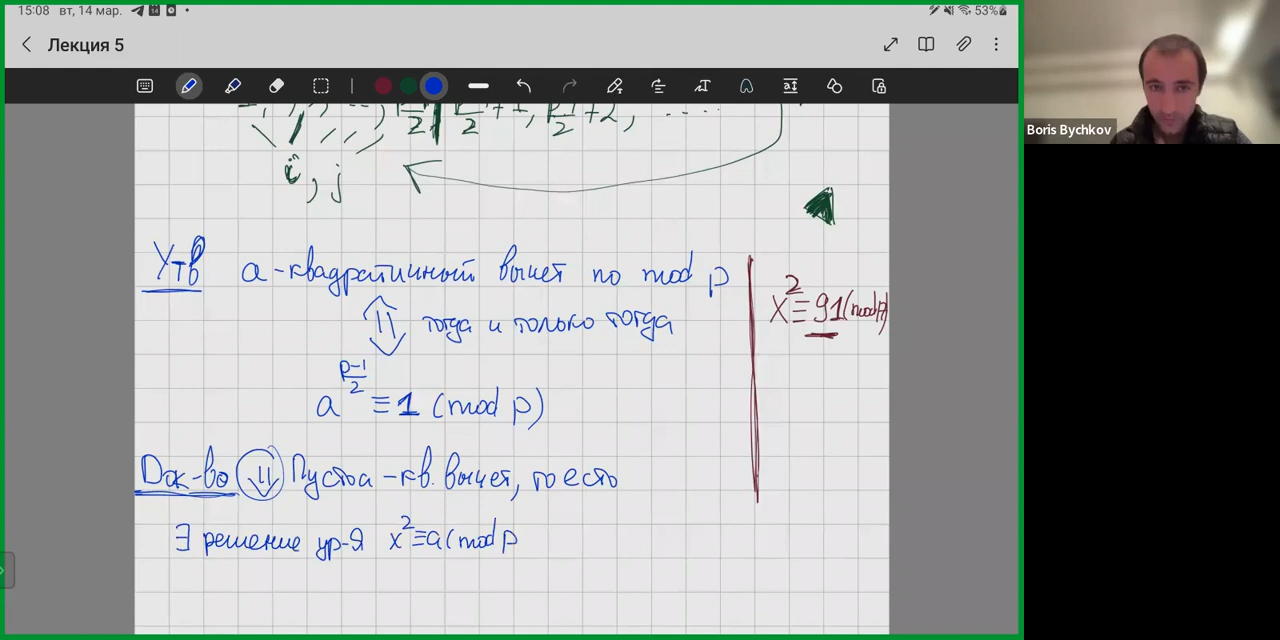 15:08 вт, 14 мар. 53%
Лекция 5
Boris Bychkov
i, j
Утв a - квадратичный вычет по mod p
⇕ тогда и только тогда
a^{\frac{p-1}{2}} ≡ 1 (mod p)
x² ≡ 91 (mod p)
Док-во ⇓ Пусть a - кв. вычет, то есть
∃ решение ур-я x² ≡ a (mod p